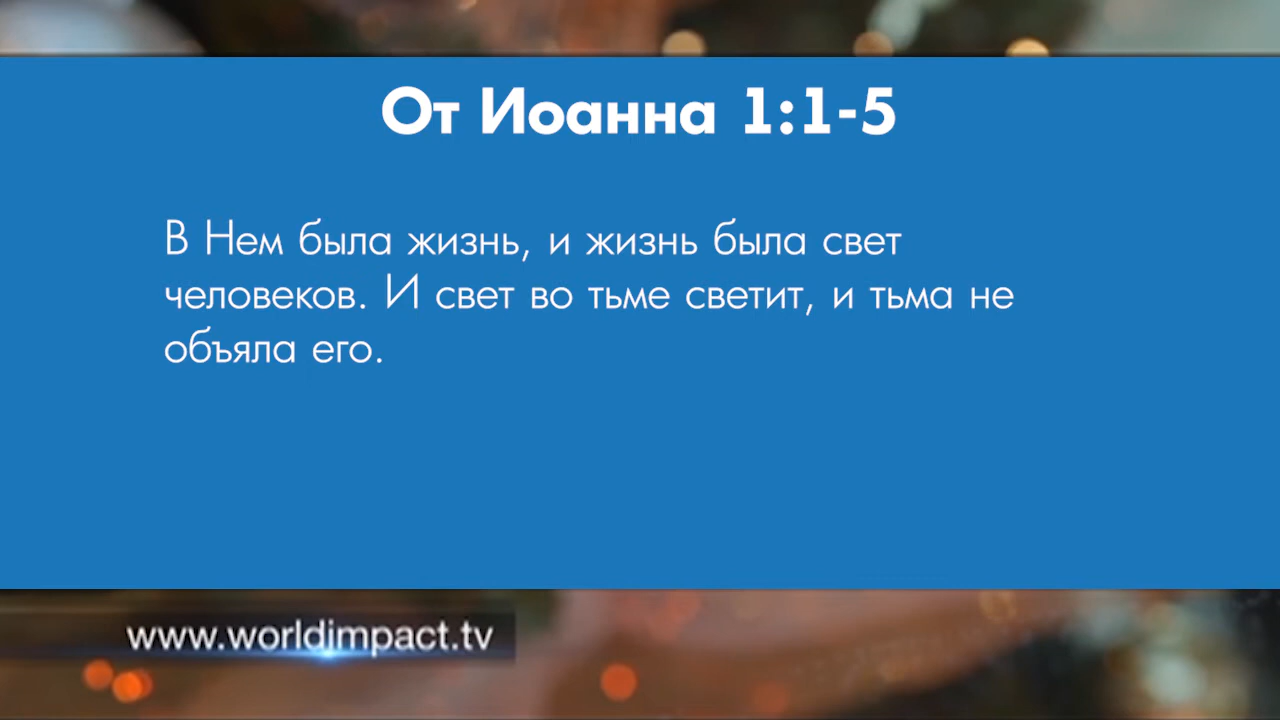 От Иоанна 1:1-5
В Нем была жизнь, и жизнь была свет
человеков. И свет во тьме светит, и тьма не
объяла его.
www.worldimpact.tv